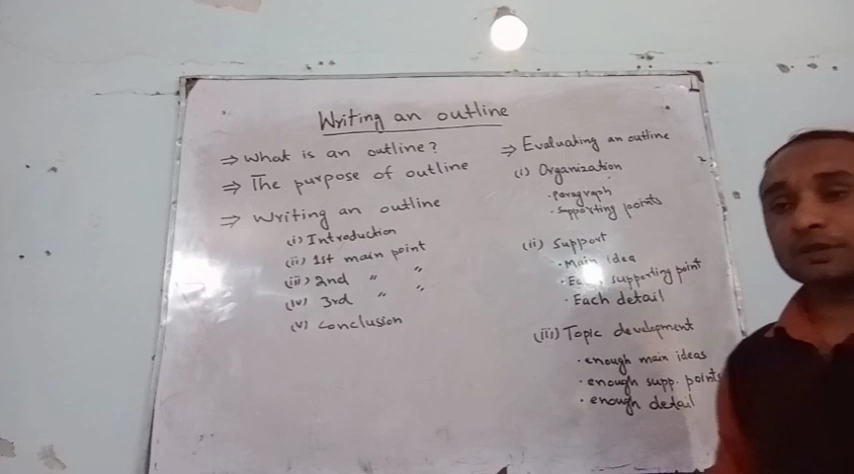 Writing an outline
⇒ What is an outline?
⇒ The purpose of outline
⇒ Writing an outline
(i) Introduction
(ii) 1st main point
(iii) 2nd " "
(iv) 3rd " "
(v) Conclusion
⇒ Evaluating an outline
(i) Organization
· Paragraph
· Supporting points
(ii) Support
· Main idea
· Each supporting point
· Each detail
(iii) Topic development
· enough main ideas
· enough supp. points
· enough detail